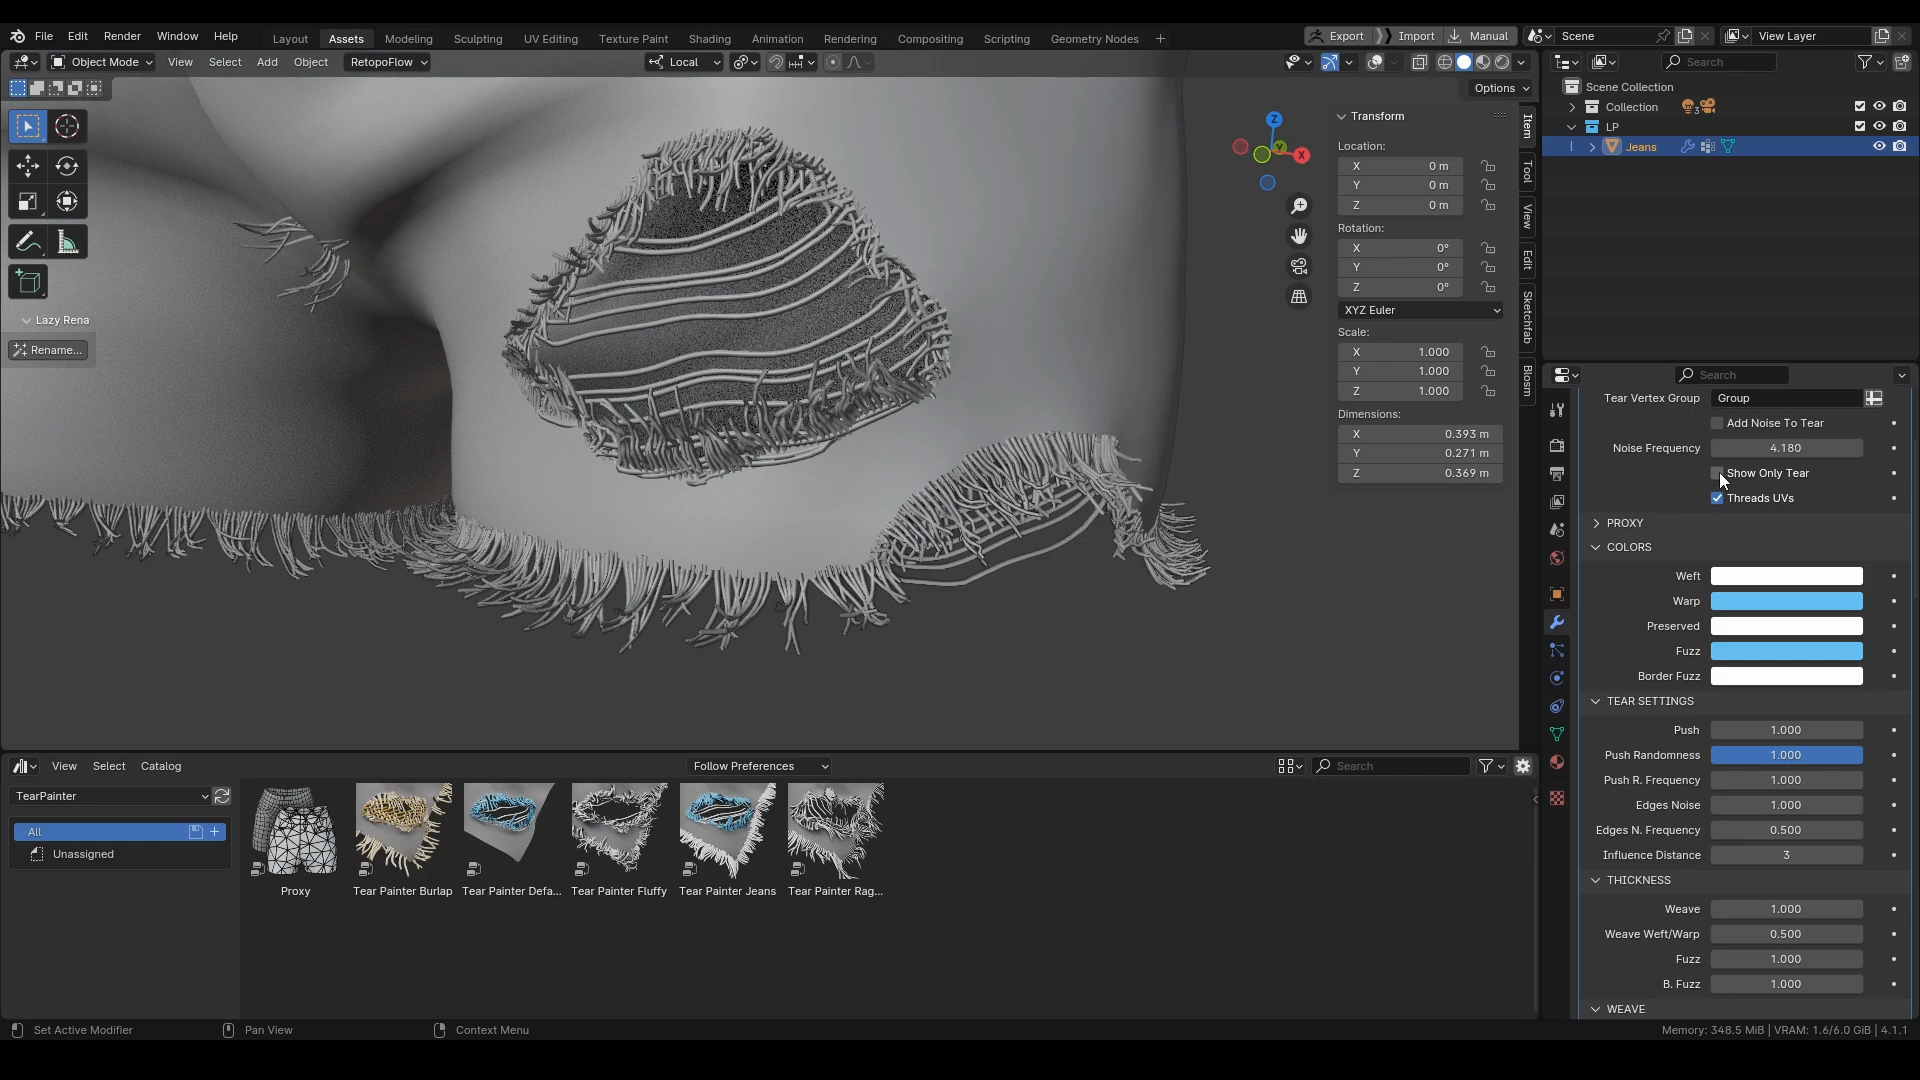 File Edit Render Window Help Layout Assets Modeling Sculpting UV Editing Texture Paint Shading Animation Rendering Compositing Scripting Geometry Nodes + Export Import Manual Scene View Layer
Object Mode View Select Add Object RetopoFlow Local Search
Options
Scene Collection
Collection 3
LP
Jeans
Z
Y
X
Transform
Location:
X 0 m
Y 0 m
Z 0 m
Rotation:
X 0°
Y 0°
Z 0°
XYZ Euler
Scale:
X 1.000
Y 1.000
Z 1.000
Dimensions:
X 0.393 m
Y 0.271 m
Z 0.369 m
Item
Tool
View
Edit
Sketchfab
Blosm
Lazy Rena
Rename...
Search
Tear Vertex Group Group
Add Noise To Tear
Noise Frequency 4.180
Show Only Tear
Threads UVs
PROXY
COLORS
Weft
Warp
Preserved
Fuzz
Border Fuzz
TEAR SETTINGS
Push 1.000
Push Randomness 1.000
Push R. Frequency 1.000
Edges Noise 1.000
Edges N. Frequency 0.500
Influence Distance 3
THICKNESS
Weave 1.000
Weave Weft/Warp 0.500
Fuzz 1.000
B. Fuzz 1.000
WEAVE
View Select Catalog Follow Preferences Search
TearPainter
All
Unassigned
Proxy Tear Painter Burlap Tear Painter Defa... Tear Painter Fluffy Tear Painter Jeans Tear Painter Rag...
Set Active Modifier Pan View Context Menu Memory: 348.5 MiB | VRAM: 1.6/6.0 GiB | 4.1.1